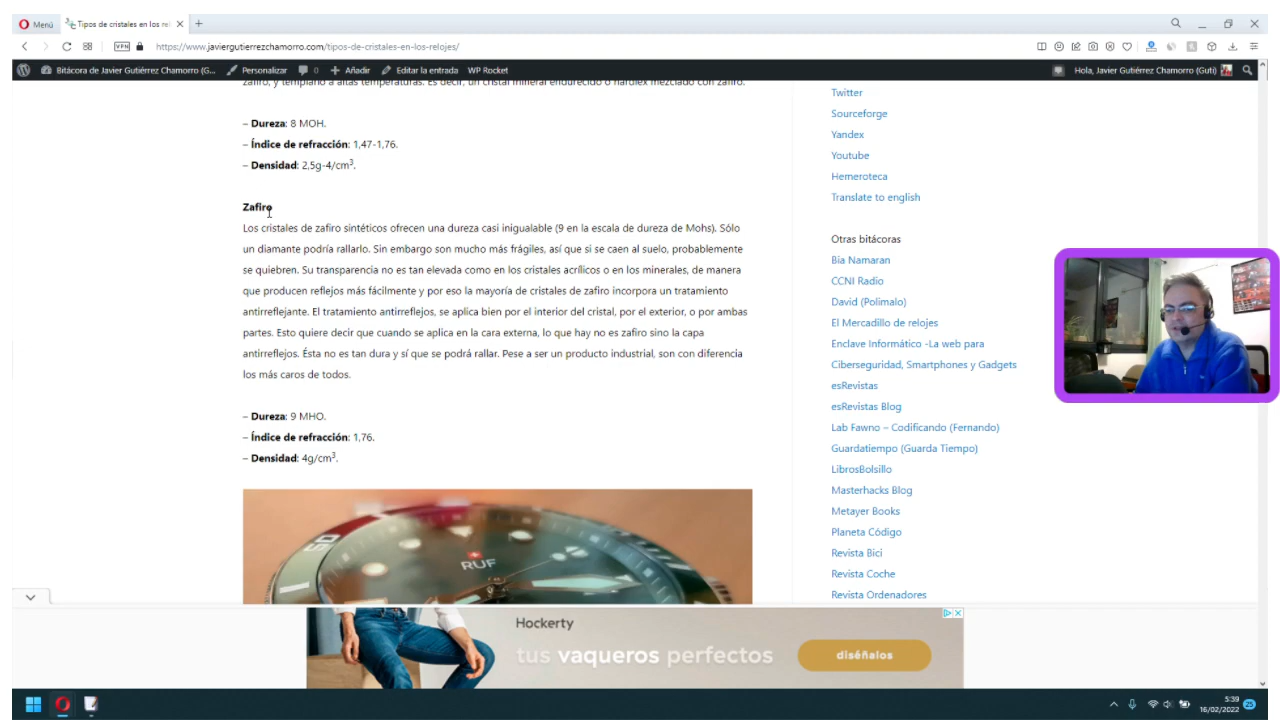 Menú
Tipos de cristales en los rel
https://www.javiergutierrezchamorro.com/tipos-de-cristales-en-los-relojes/
VPN
Bitácora de Javier Gutiérrez Chamorro (G...
Personalizar
0
Añadir
Editar la entrada
WP Rocket
Hola, Javier Gutiérrez Chamorro (Guti)
zafiro, y templarlo a altas temperaturas. Es decir, un cristal mineral endurecido o hardlex mezclado con zafiro.
– Dureza: 8 MOH.
– Índice de refracción: 1,47-1,76.
– Densidad: 2,5g-4/cm³.
Zafiro
Los cristales de zafiro sintéticos ofrecen una dureza casi inigualable (9 en la escala de dureza de Mohs). Sólo
un diamante podría rallarlo. Sin embargo son mucho más frágiles, así que si se caen al suelo, probablemente
se quiebren. Su transparencia no es tan elevada como en los cristales acrílicos o en los minerales, de manera
que producen reflejos más fácilmente y por eso la mayoría de cristales de zafiro incorpora un tratamiento
antirreflejante. El tratamiento antirreflejos, se aplica bien por el interior del cristal, por el exterior, o por ambas
partes. Esto quiere decir que cuando se aplica en la cara externa, lo que hay no es zafiro sino la capa
antirreflejos. Ésta no es tan dura y sí que se podrá rallar. Pese a ser un producto industrial, son con diferencia
los más caros de todos.
– Dureza: 9 MHO.
– Índice de refracción: 1,76.
– Densidad: 4g/cm³.
RUF
Twitter
Sourceforge
Yandex
Youtube
Hemeroteca
Translate to english
Otras bitácoras
Bia Namaran
CCNI Radio
David (Polimalo)
El Mercadillo de relojes
Enclave Informático -La web para
Ciberseguridad, Smartphones y Gadgets
esRevistas
esRevistas Blog
Lab Fawno – Codificando (Fernando)
Guardatiempo (Guarda Tiempo)
LibrosBolsillo
Masterhacks Blog
Metayer Books
Planeta Código
Revista Bici
Revista Coche
Revista Ordenadores
Hockerty
tus vaqueros perfectos
diséñalos
5:39
16/02/2022
25